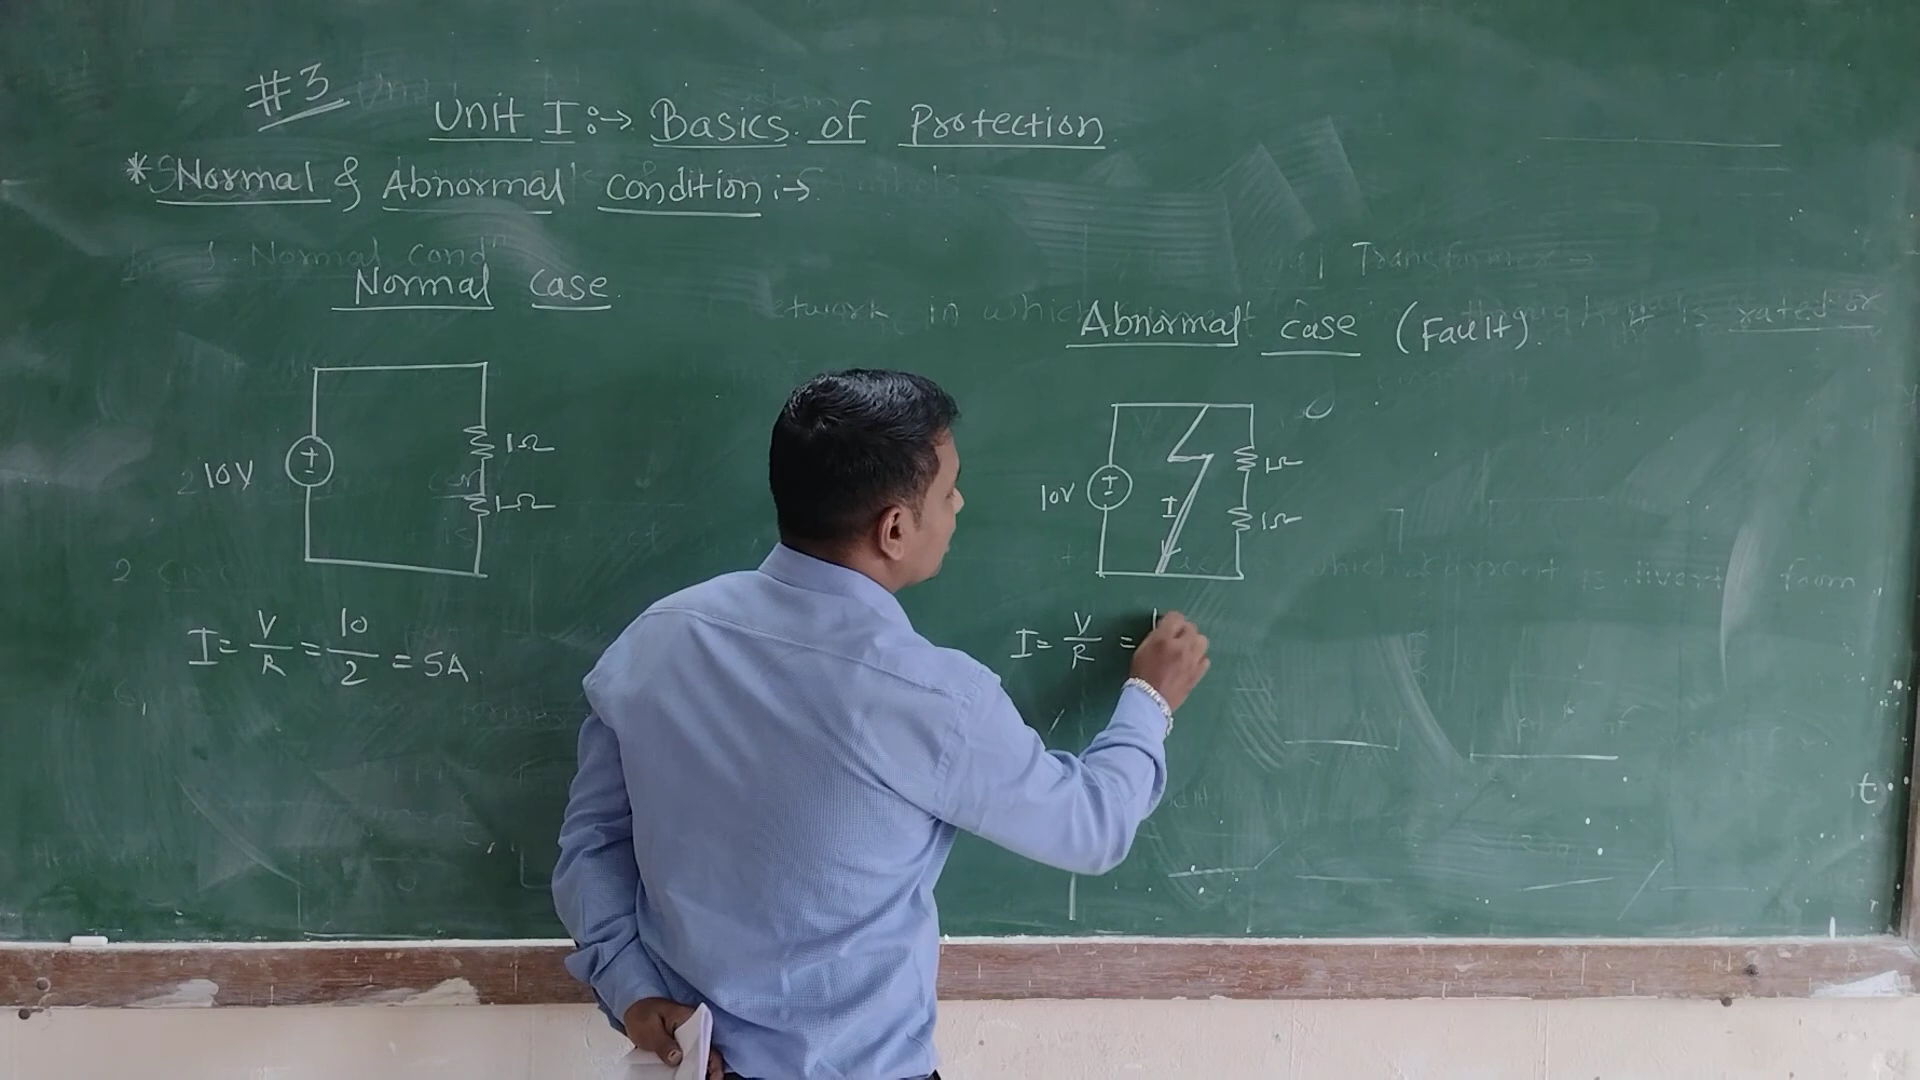 #3
Unit I:→ Basics of Protection
* Normal & Abnormal condition:→
Normal Case
10V
1Ω
1Ω
I = V/R = 10/2 = 5A.
Abnormal case (Fault).
10V
I
1Ω
1Ω
I = V/R =
t